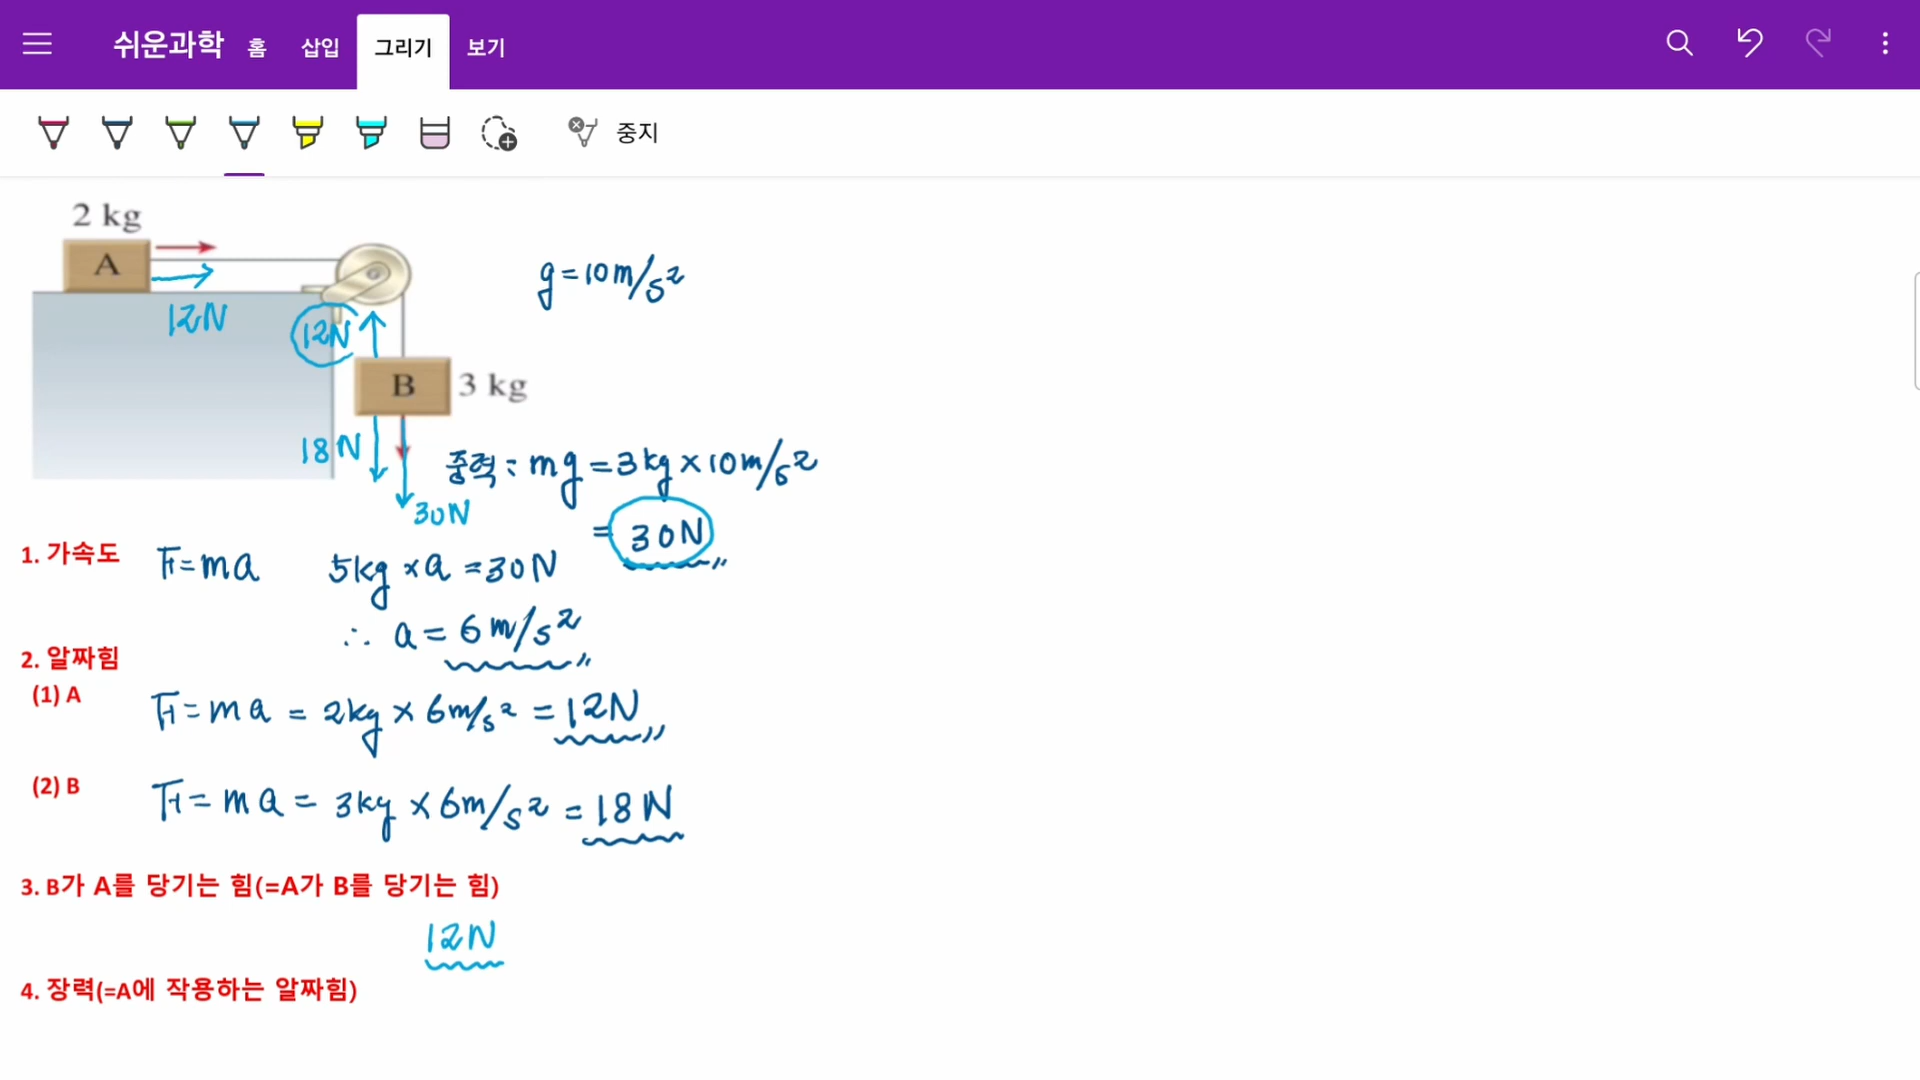 쉬운과학 홈 삽입 그리기 보기
중지
2 kg
A
12N
g=10m/s²
12N
B 3 kg
18N
30N
중력 : mg=3kg×10m/s²
=30N
1. 가속도 F=ma 5kg×a=30N
∴ a=6m/s²
2. 알짜힘
(1) A F=ma=2kg×6m/s²=12N
(2) B F=ma=3kg×6m/s²=18N
3. B가 A를 당기는 힘(=A가 B를 당기는 힘)
12N
4. 장력(=A에 작용하는 알짜힘)